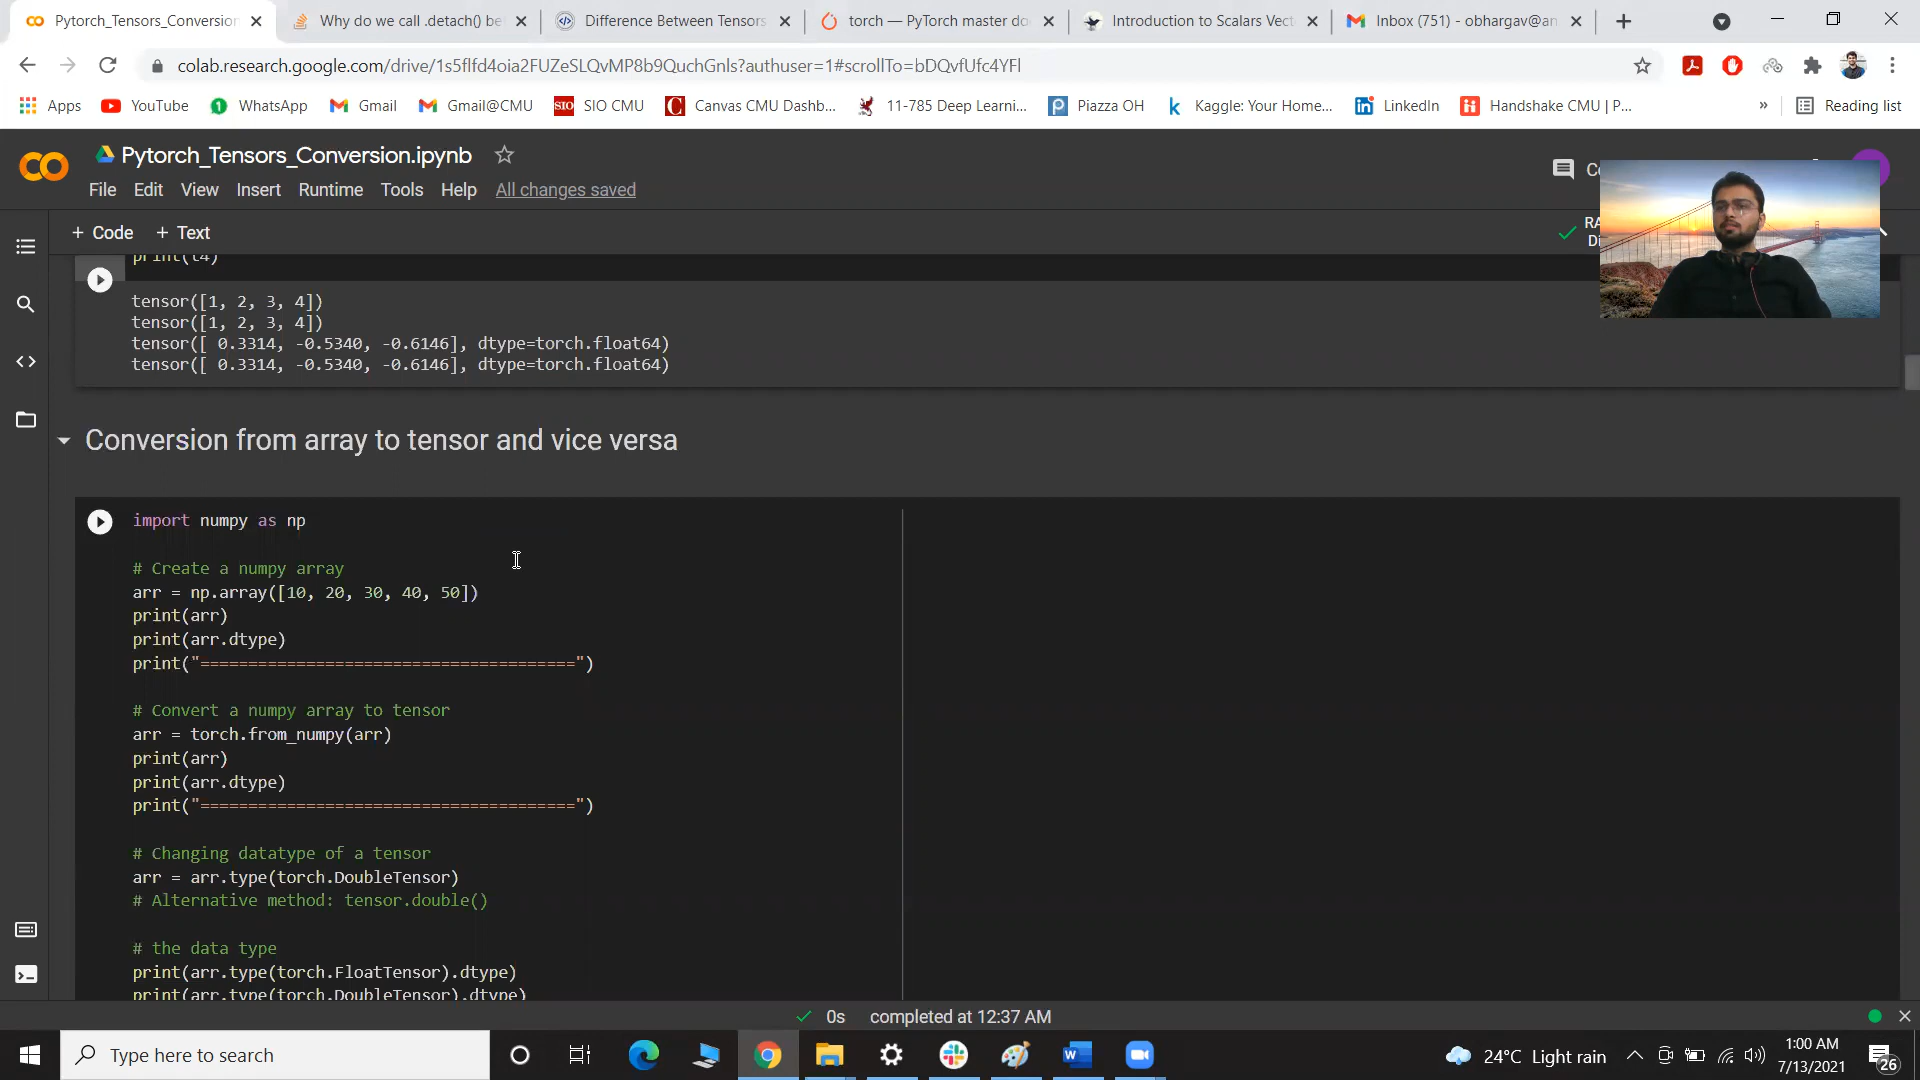 Pytorch_Tensors_Conversion
Why do we call .detach() be
Difference Between Tensors
torch — PyTorch master do
Introduction to Scalars Vect
Inbox (751) - obhargav@an
colab.research.google.com/drive/1s5flfd4oia2FUZeSLQvMP8b9QuchGnls?authuser=1#scrollTo=bDQvfUfc4YFl
Apps
YouTube
WhatsApp
Gmail
Gmail@CMU
SIO CMU
Canvas CMU Dashb...
11-785 Deep Learni...
Piazza OH
Kaggle: Your Home...
LinkedIn
Handshake CMU | P...
»
Reading list
Pytorch_Tensors_Conversion.ipynb
File Edit View Insert Runtime Tools Help All changes saved
+ Code + Text
print(t4)
tensor([1, 2, 3, 4])
tensor([1, 2, 3, 4])
tensor([ 0.3314, -0.5340, -0.6146], dtype=torch.float64)
tensor([ 0.3314, -0.5340, -0.6146], dtype=torch.float64)
Conversion from array to tensor and vice versa
import numpy as np
# Create a numpy array
arr = np.array([10, 20, 30, 40, 50])
print(arr)
print(arr.dtype)
print("=======================================")
# Convert a numpy array to tensor
arr = torch.from_numpy(arr)
print(arr)
print(arr.dtype)
print("=======================================")
# Changing datatype of a tensor
arr = arr.type(torch.DoubleTensor)
# Alternative method: tensor.double()
# the data type
print(arr.type(torch.FloatTensor).dtype)
print(arr.type(torch.DoubleTensor).dtype)
0s completed at 12:37 AM
Type here to search
24°C Light rain
1:00 AM
7/13/2021
26